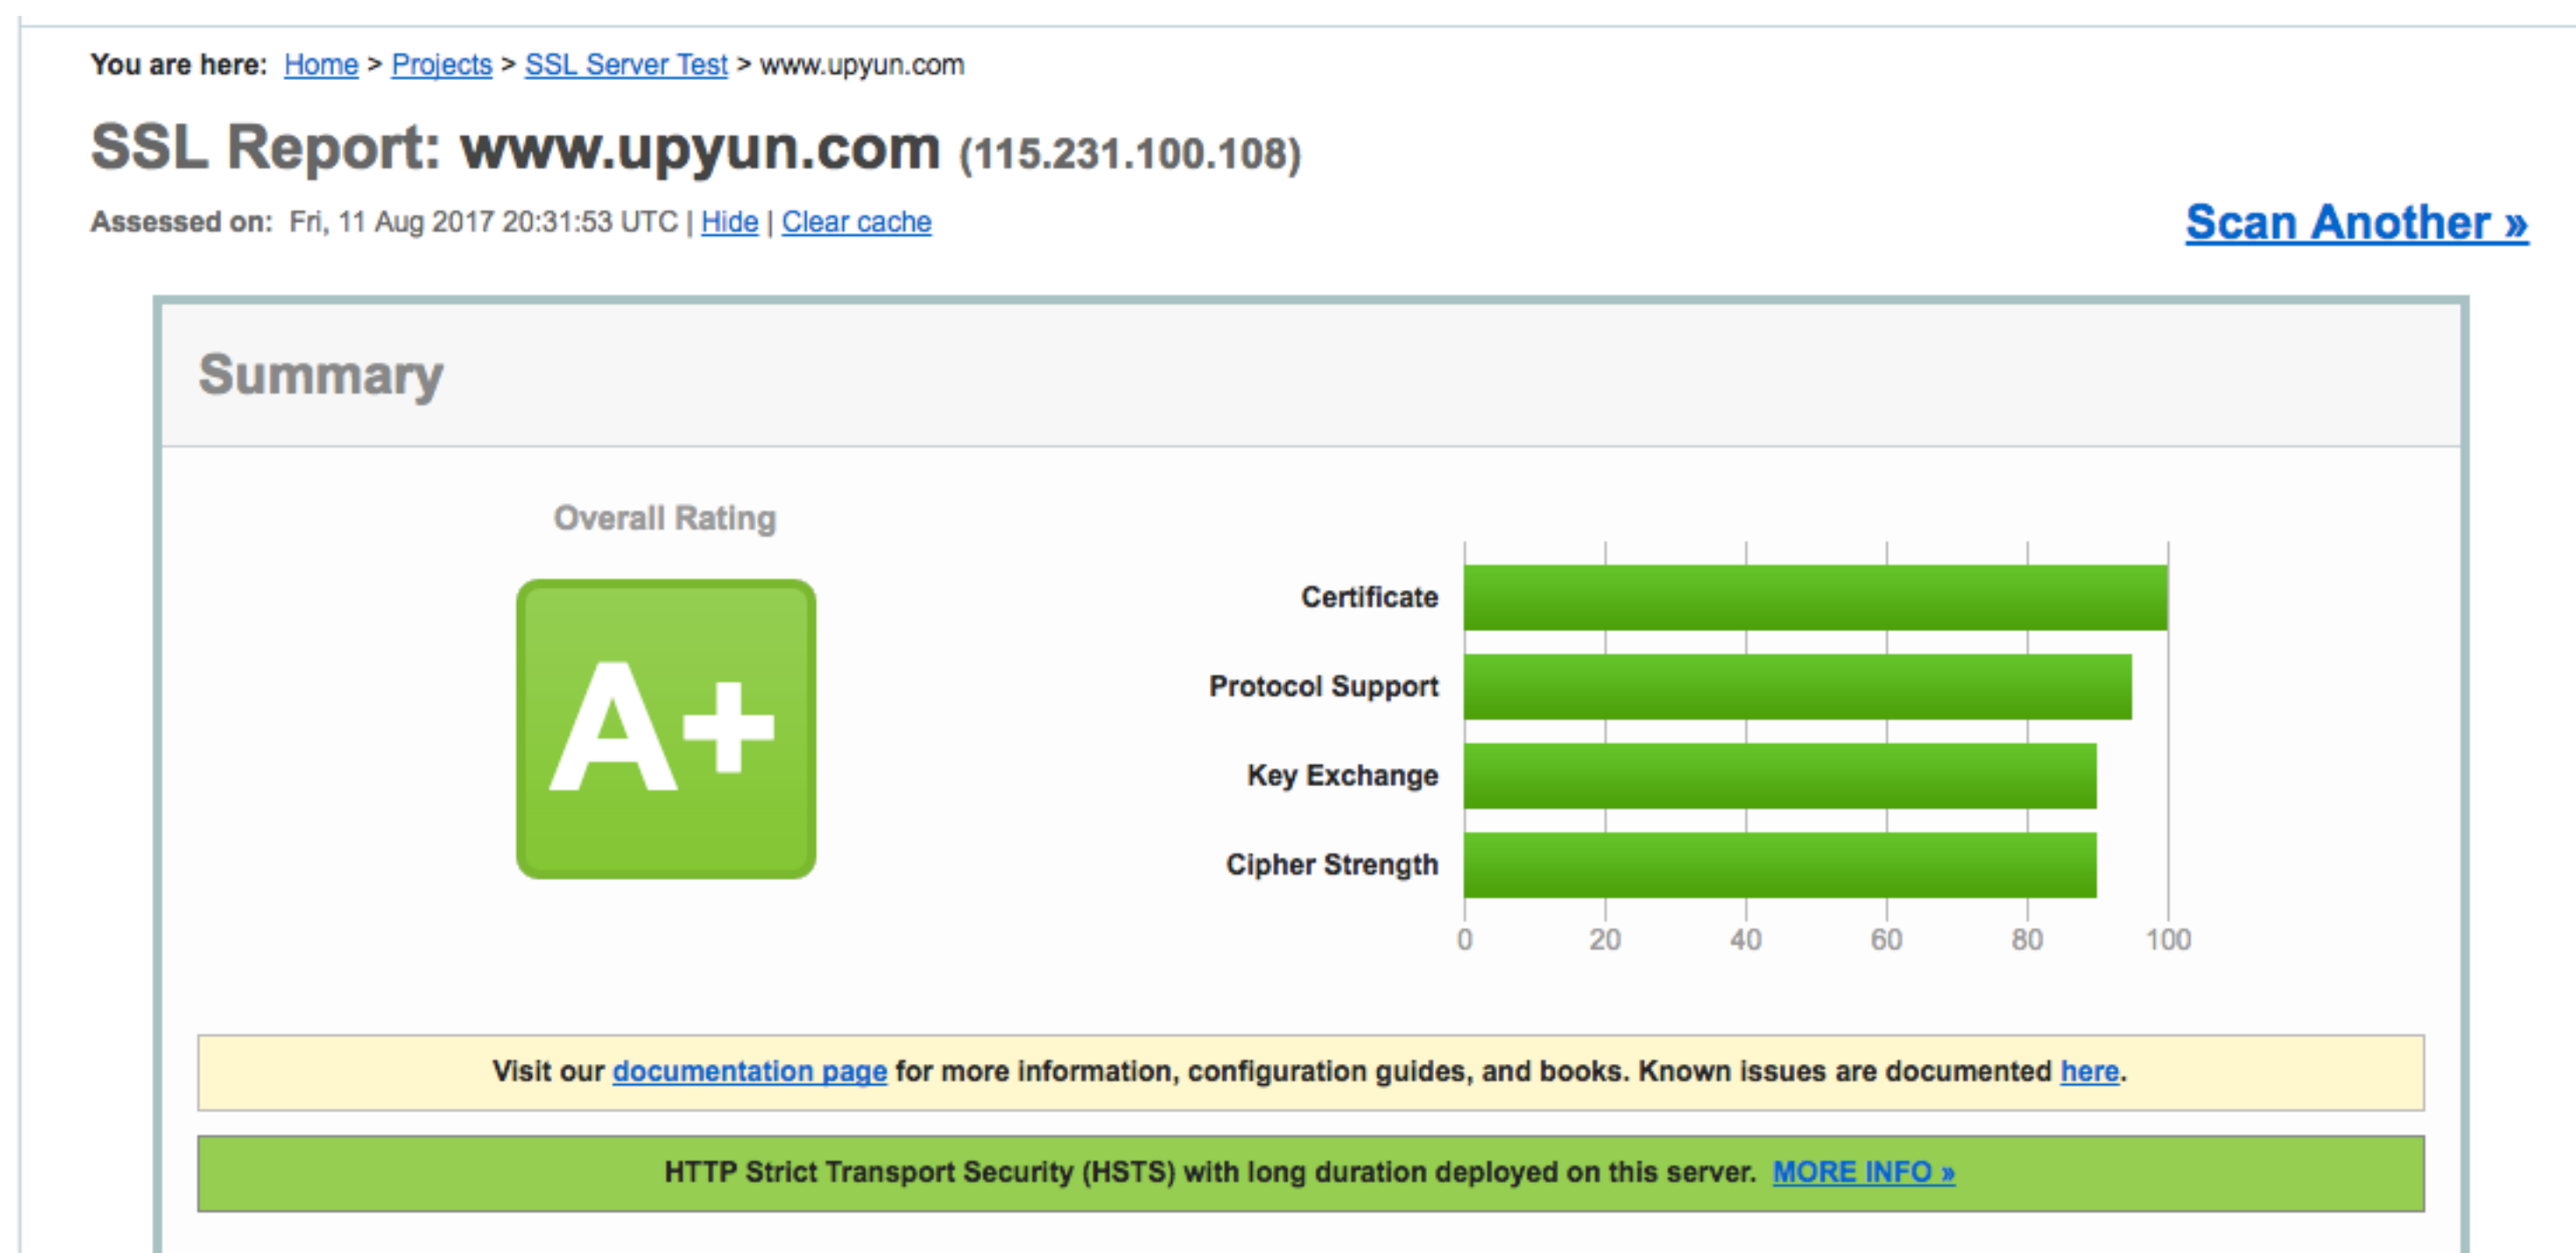 You are here: Home > Projects > SSL Server Test > www.upyun.com
SSL Report: www.upyun.com (115.231.100.108)
Assessed on: Fri, 11 Aug 2017 20:31:53 UTC | Hide | Clear cache
Scan Another »
Summary
Overall Rating
A+
Certificate
Protocol Support
Key Exchange
Cipher Strength
0 20 40 60 80 100
Visit our documentation page for more information, configuration guides, and books. Known issues are documented here.
HTTP Strict Transport Security (HSTS) with long duration deployed on this server. MORE INFO »